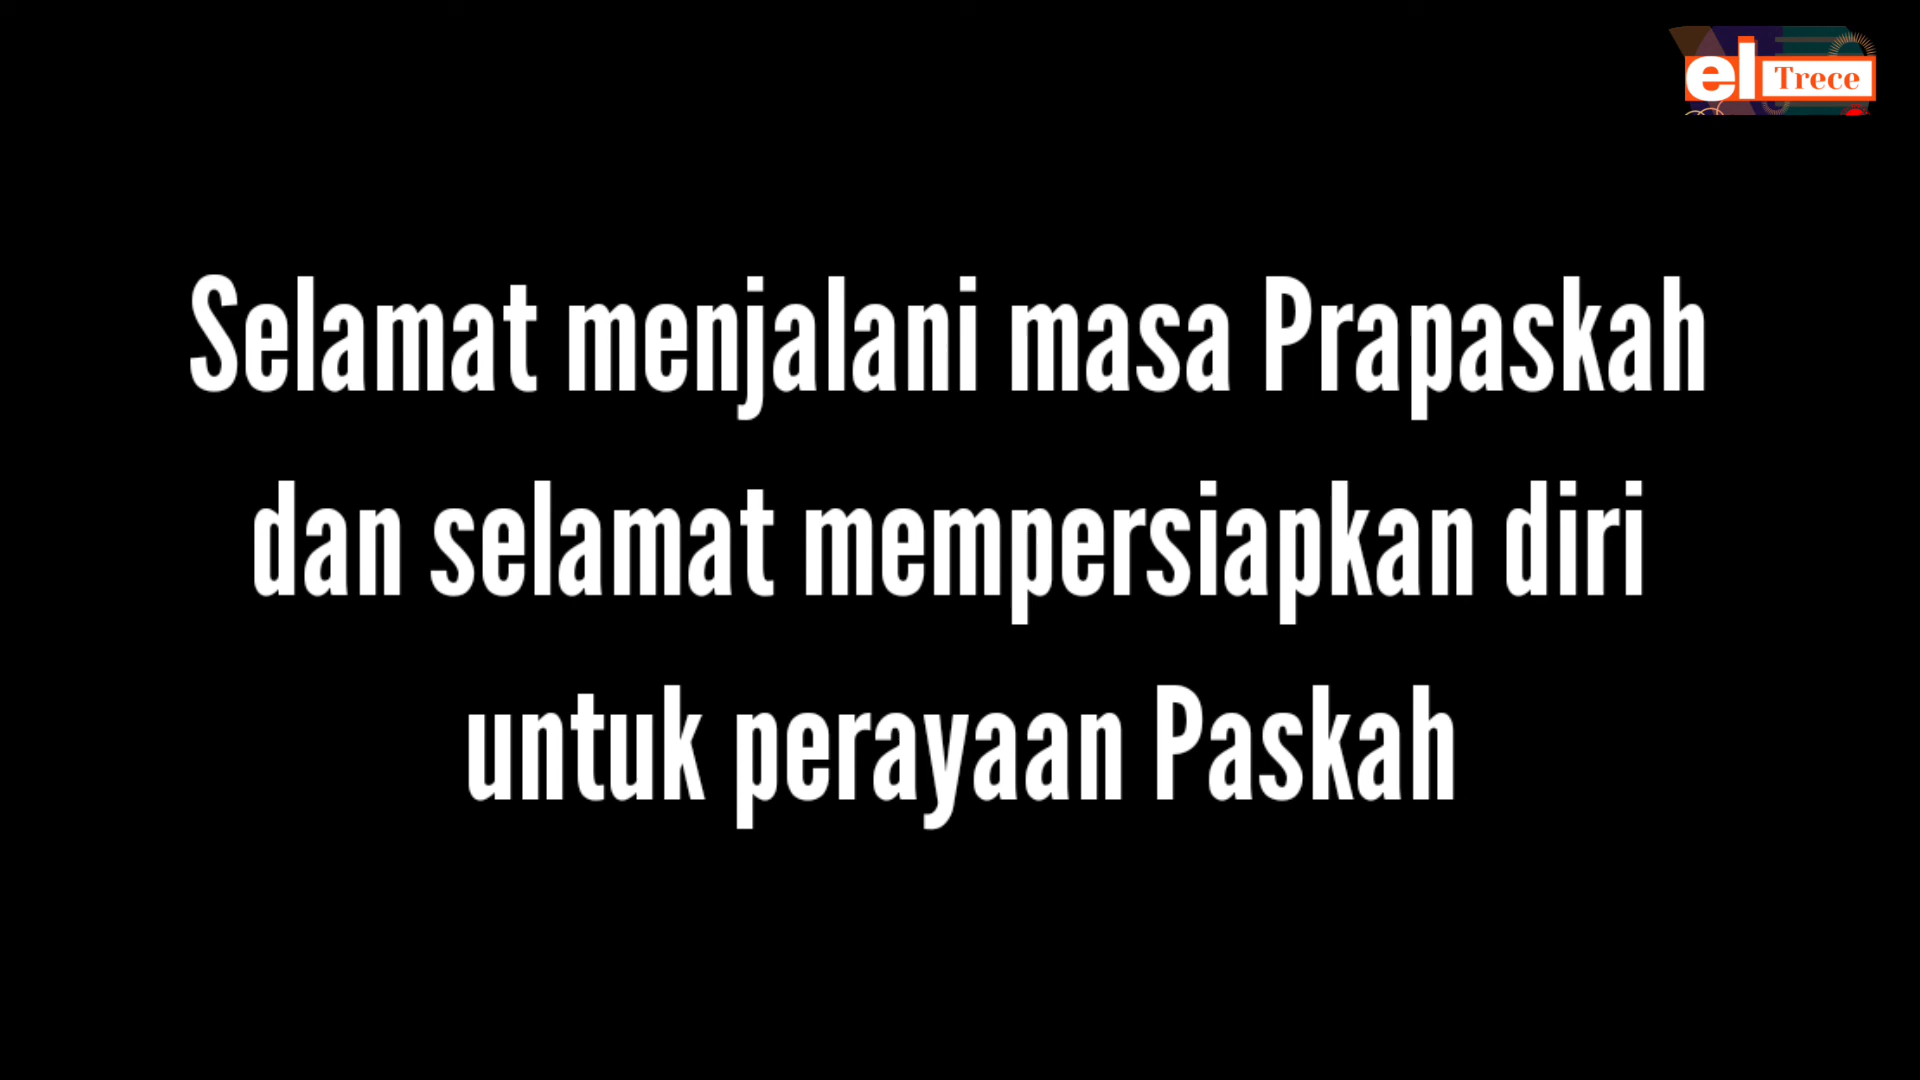 el Trece
Selamat menjalani masa Prapaskah
dan selamat mempersiapkan diri
untuk perayaan Paskah